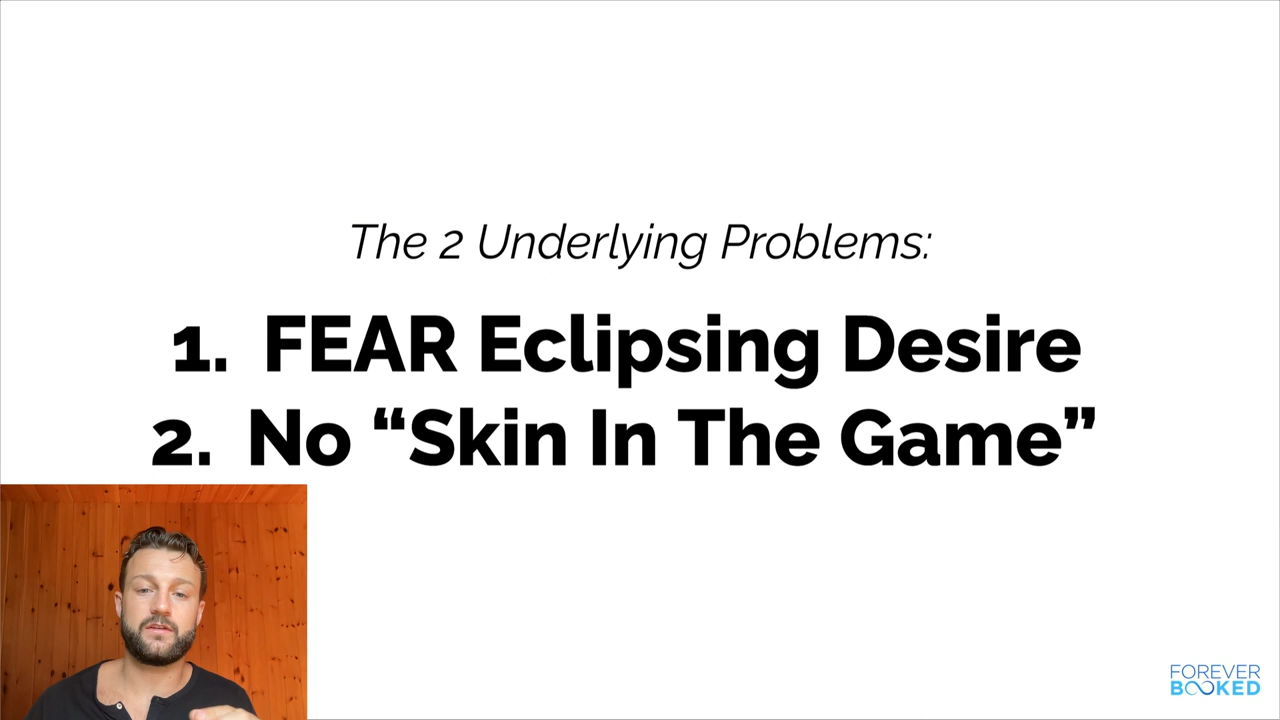 The 2 Underlying Problems:
1. FEAR Eclipsing Desire
2. No “Skin In The Game”
FOREVER
BOOKED